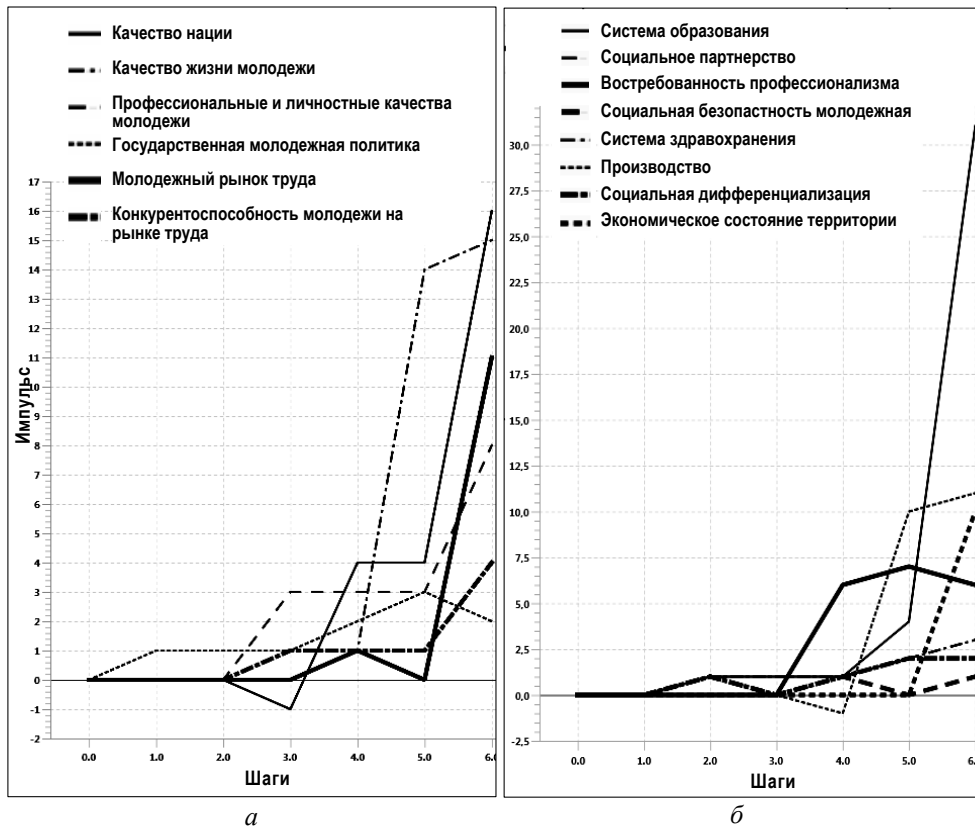 Качество нации
Качество жизни молодежи
Профессиональные и личностные качества
молодежи
Государственная молодежная политика
Молодежный рынок труда
Конкурентоспособность молодежи на
рынке труда
17
16
15
14
13
12
11
10
9
8
7
6
5
4
3
2
1
0
-1
-2
Импульс
0.0 1.0 2.0 3.0 4.0 5.0 6.0
Шаги
а
Система образования
Социальное партнерство
Востребованность профессионализма
Социальная безопастность молодежная
Система здравохранения
Производство
Социальная дифференциализация
Экономическое состояние территории
30,0
27,5
25,0
22,5
20,0
17,5
15,0
12,5
10,0
7,5
5,0
2,5
0,0
-2,5
0.0 1.0 2.0 3.0 4.0 5.0 6.
Шаги
б